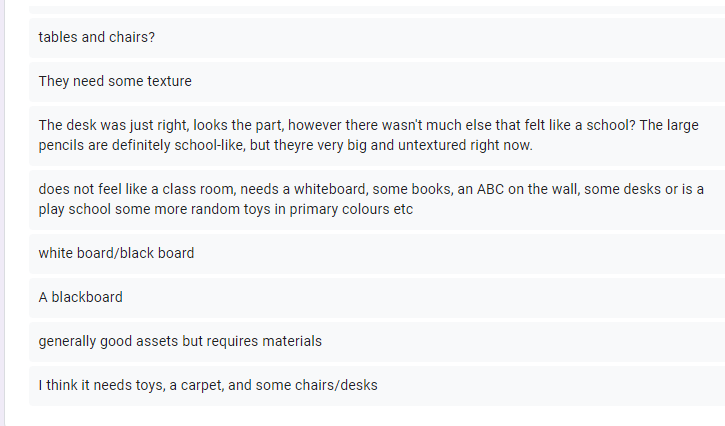 tables and chairs?
They need some texture
The desk was just right, looks the part, however there wasn't much else that felt like a school? The large
pencils are definitely school-like, but theyre very big and untextured right now.
does not feel like a class room, needs a whiteboard, some books, an ABC on the wall, some desks or is a
play school some more random toys in primary colours etc
white board/black board
A blackboard
generally good assets but requires materials
I think it needs toys, a carpet, and some chairs/desks